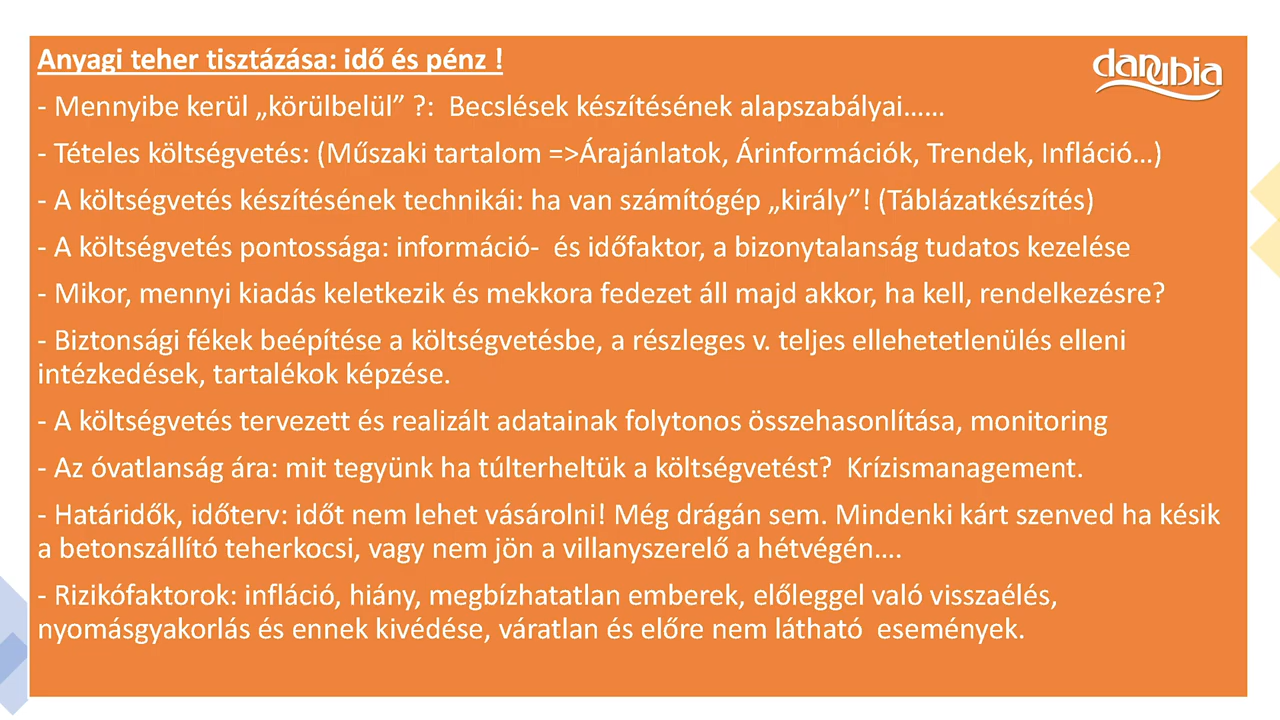 Anyagi teher tisztázása: idő és pénz !
danubia
- Mennyibe kerül „körülbelül” ?:  Becslések készítésének alapszabályai……
- Tételes költségvetés: (Műszaki tartalom =>Árajánlatok, Árinformációk, Trendek, Infláció…)
- A költségvetés készítésének technikái: ha van számítógép „király”! (Táblázatkészítés)
- A költségvetés pontossága: információ-  és időfaktor, a bizonytalanság tudatos kezelése
- Mikor, mennyi kiadás keletkezik és mekkora fedezet áll majd akkor, ha kell, rendelkezésre?
- Biztonsági fékek beépítése a költségvetésbe, a részleges v. teljes ellehetetlenülés elleni
intézkedések, tartalékok képzése.
- A költségvetés tervezett és realizált adatainak folytonos összehasonlítása, monitoring
- Az óvatlanság ára: mit tegyünk ha túlterheltük a költségvetést?  Krízismanagement.
- Határidők, időterv: időt nem lehet vásárolni! Még drágán sem. Mindenki kárt szenved ha késik
a betonszállító teherkocsi, vagy nem jön a villanyszerelő a hétvégén….
- Rizikófaktorok: infláció, hiány, megbízhatatlan emberek, előleggel való visszaélés,
nyomásgyakorlás és ennek kivédése, váratlan és előre nem látható  események.